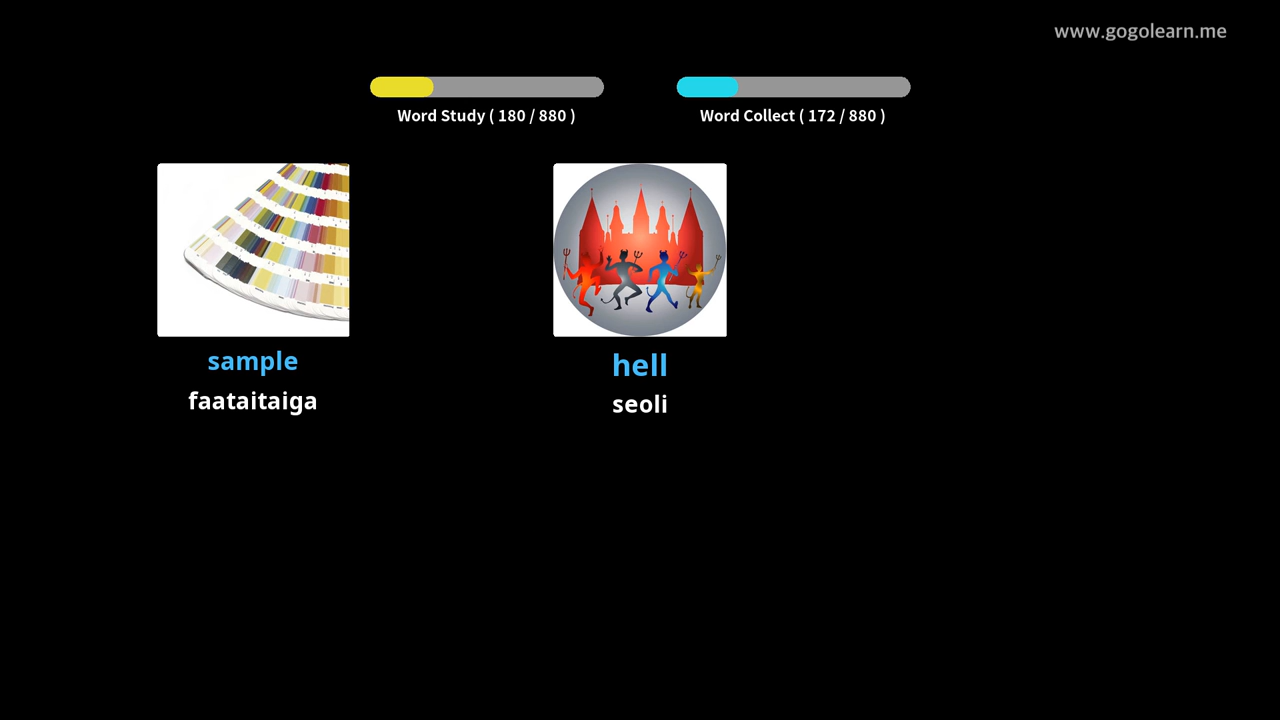 www.gogolearn.me
Word Study ( 180 / 880 )
Word Collect ( 172 / 880 )
sample
faataitaiga
hell
seoli